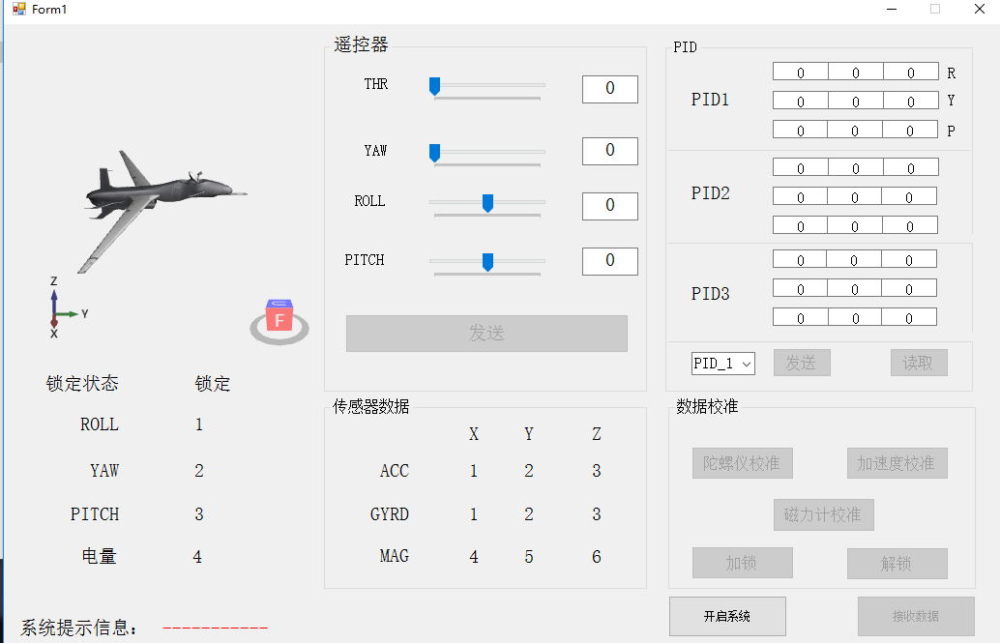 Form1
Z
Y
X
F
锁定状态 锁定
ROLL 1
YAW 2
PITCH 3
电量 4
系统提示信息： -----------
遥控器
THR 0
YAW 0
ROLL 0
PITCH 0
发送
传感器数据
X Y Z
ACC 1 2 3
GYRD 1 2 3
MAG 4 5 6
PID
PID1
0 0 0 R
0 0 0 Y
0 0 0 P
PID2
0 0 0
0 0 0
0 0 0
PID3
0 0 0
0 0 0
0 0 0
PID_1 发送 读取
数据校准
陀螺仪校准 加速度校准
磁力计校准
加锁 解锁
开启系统 接收数据